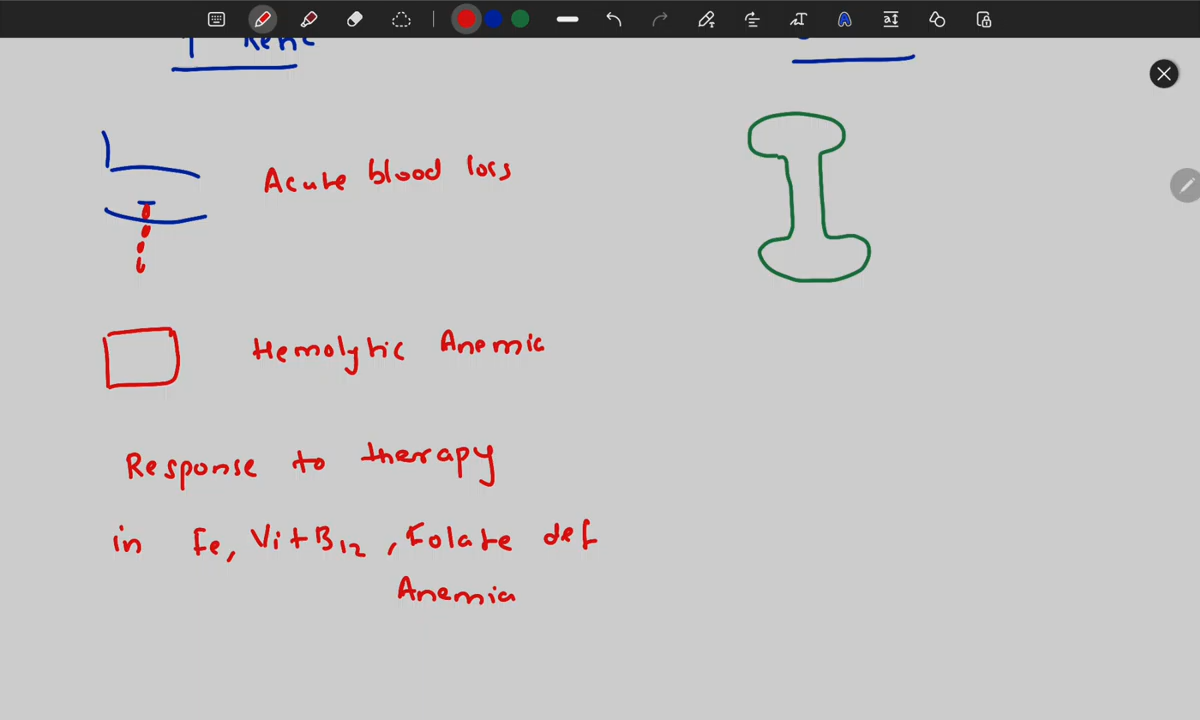 Acute blood loss
Hemolytic Anemia
Response to therapy
in Fe, Vit B12, Folate def
Anemia